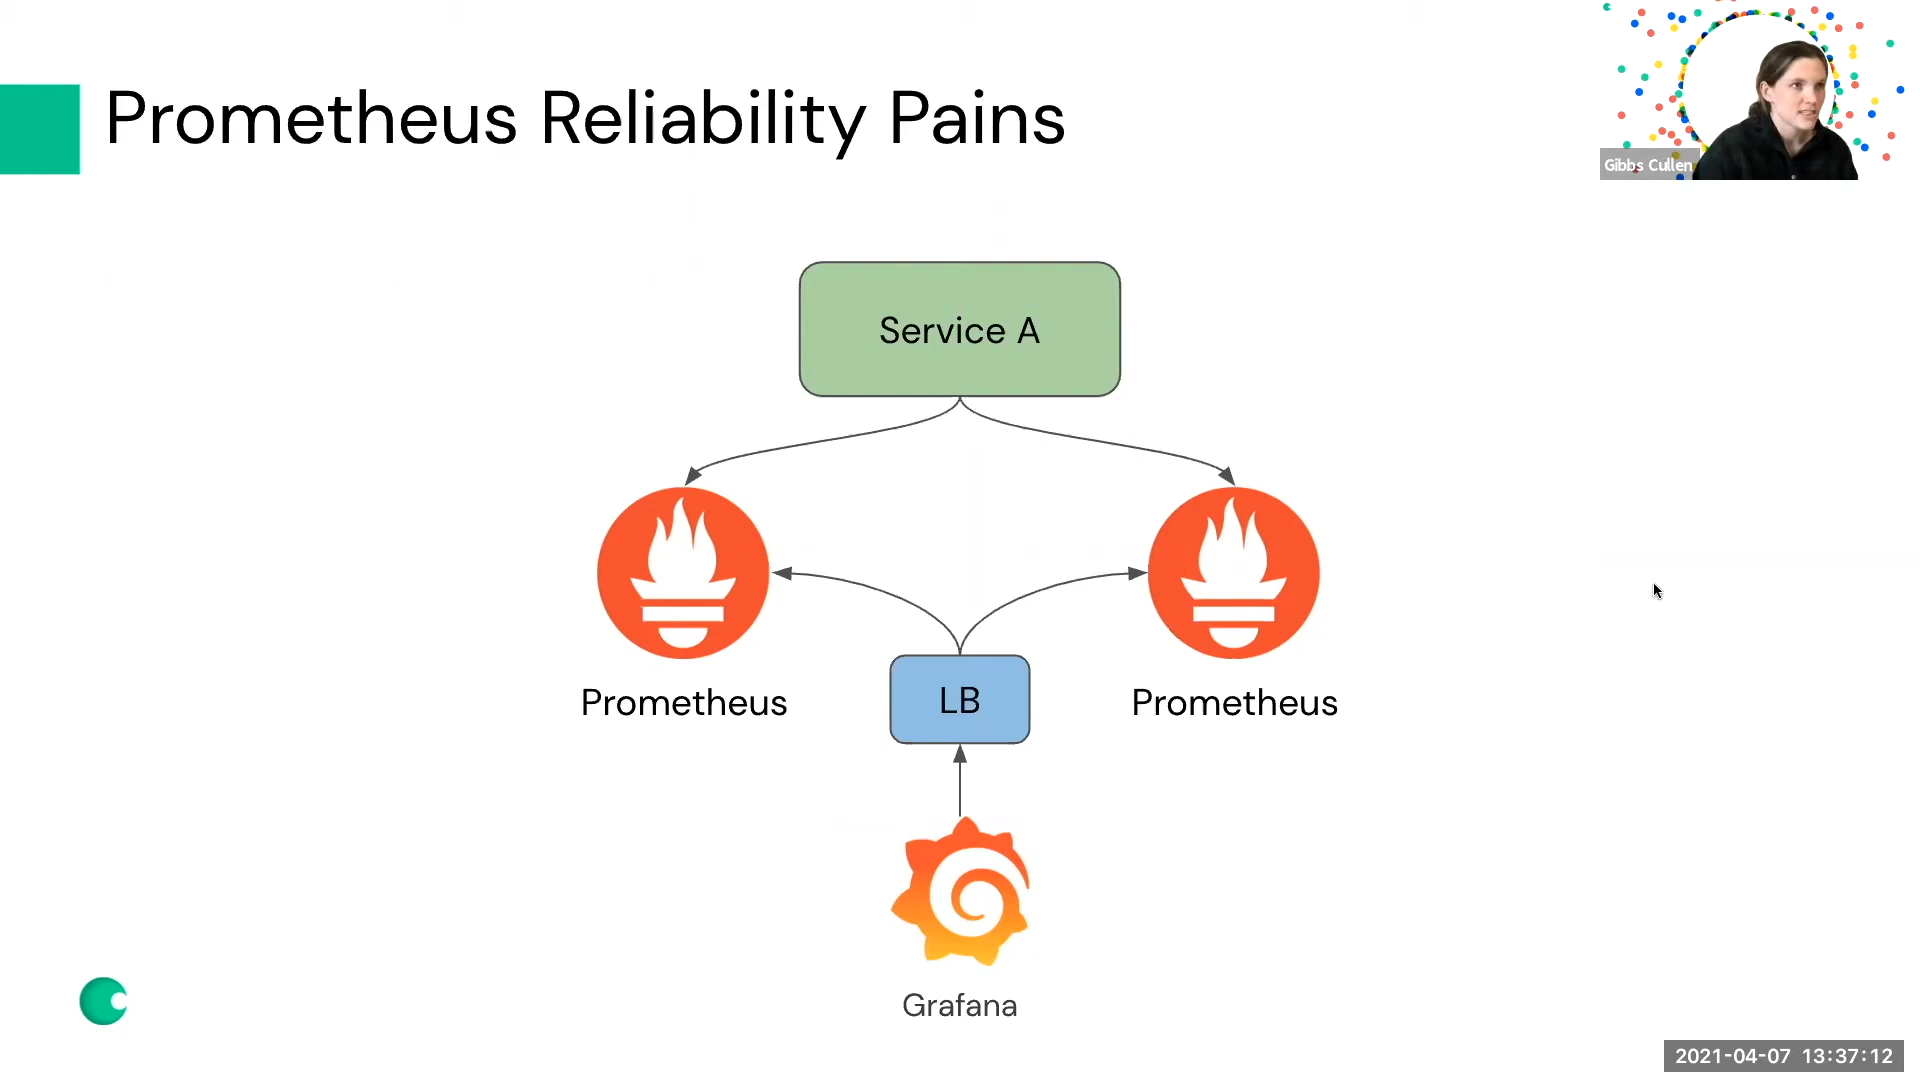 Prometheus Reliability Pains
Gibbs Cullen
Service A
Prometheus
LB
Prometheus
Grafana
2021-04-07 13:37:12